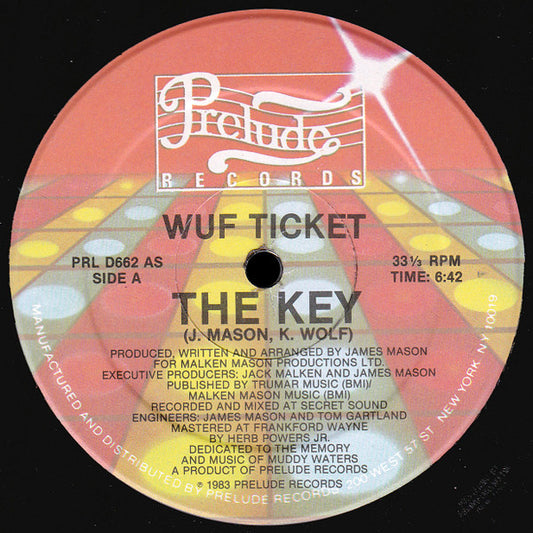 Prelude
RECORDS
WUF TICKET
PRL D662 AS
SIDE A
33⅓ RPM
TIME: 6:42
THE KEY
(J. MASON, K. WOLF)
PRODUCED, WRITTEN AND ARRANGED BY JAMES MASON
FOR MALKEN MASON PRODUCTIONS LTD.
EXECUTIVE PRODUCERS: JACK MALKEN AND JAMES MASON
PUBLISHED BY TRUMAR MUSIC (BMI)/
MALKEN MASON MUSIC (BMI)
RECORDED AND MIXED AT SECRET SOUND
ENGINEERS: JAMES MASON AND TOM GARTLAND
MASTERED AT FRANKFORD WAYNE
BY HERB POWERS JR.
DEDICATED TO THE MEMORY
AND MUSIC OF MUDDY WATERS
A PRODUCT OF PRELUDE RECORDS
℗ 1983 PRELUDE RECORDS
MANUFACTURED AND DISTRIBUTED BY PRELUDE RECORDS 200 WEST 57 ST. NEW YORK, NY 10019